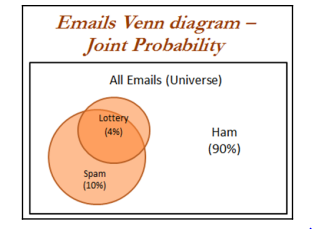 Emails Venn diagram –
Joint Probability
All Emails (Universe)
Lottery
(4%)
Ham
(90%)
Spam
(10%)